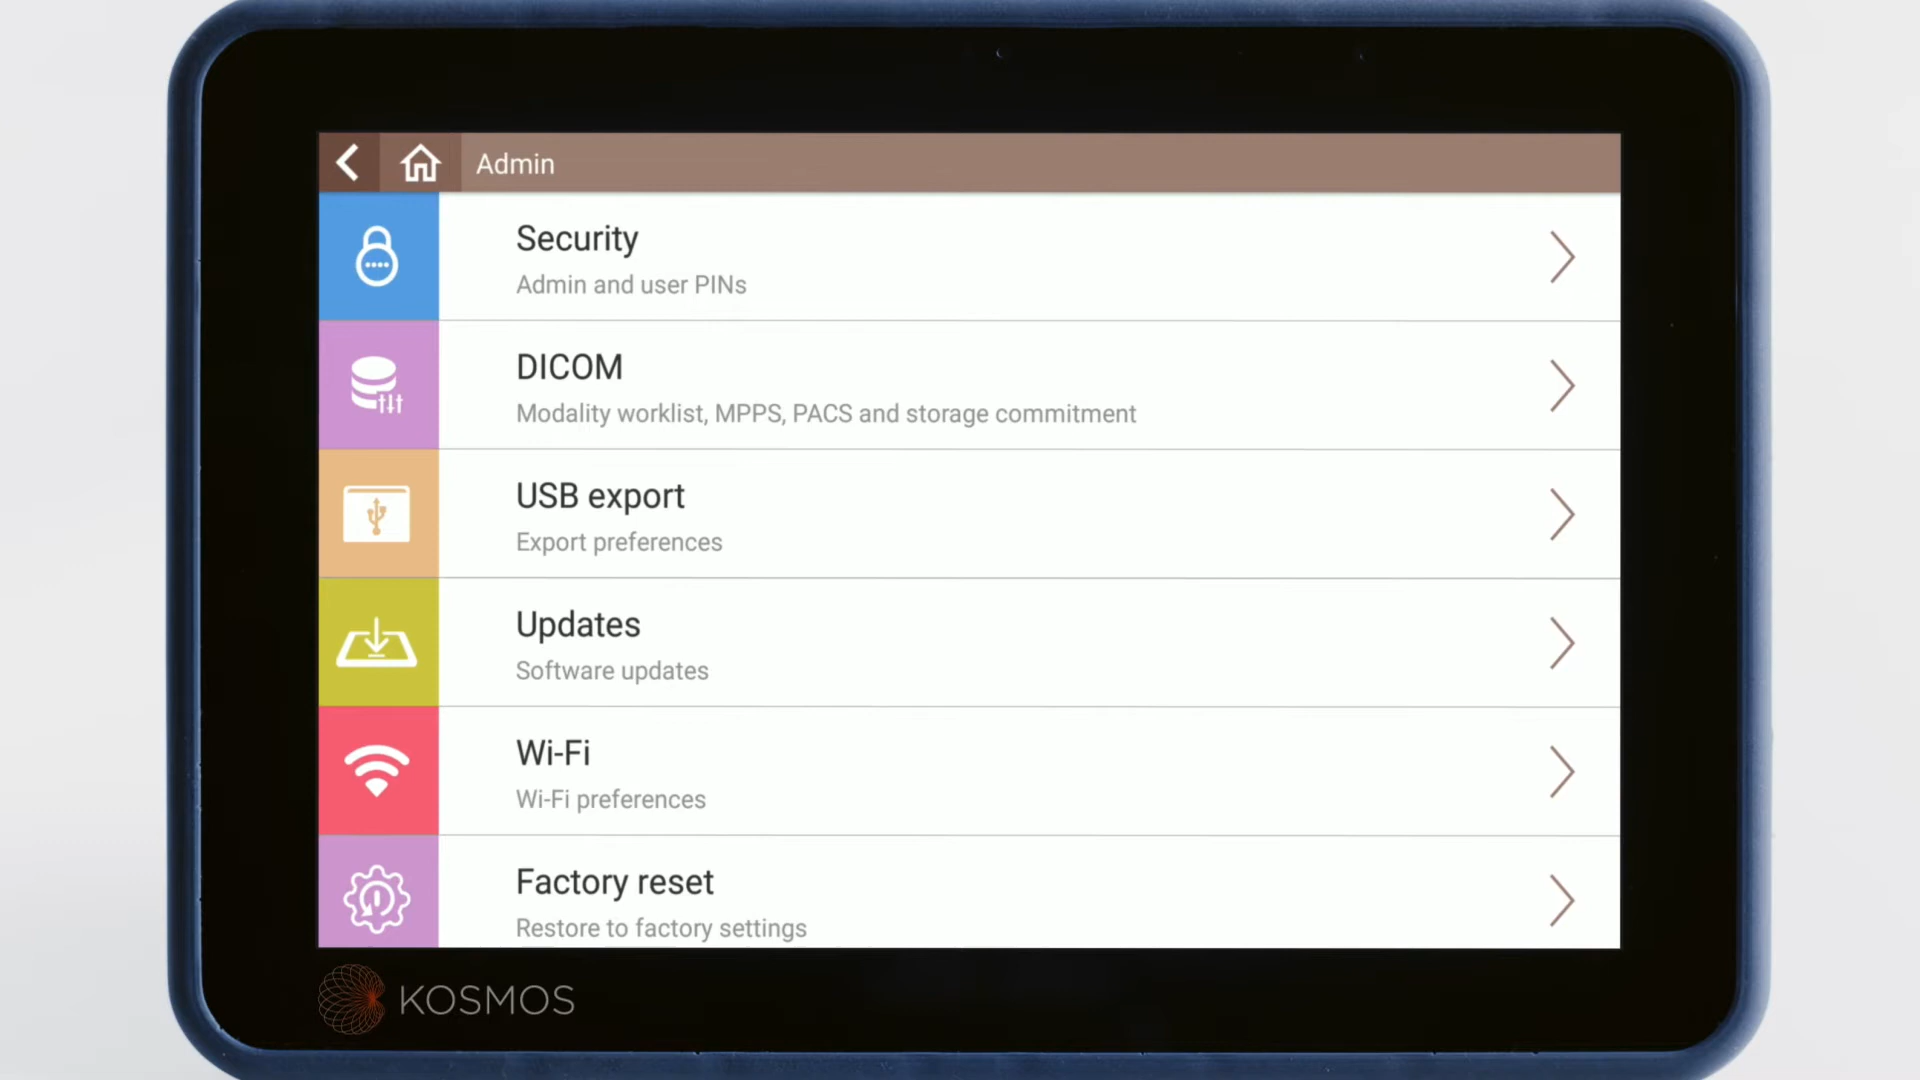 Admin
Security
Admin and user PINs
DICOM
Modality worklist, MPPS, PACS and storage commitment
USB export
Export preferences
Updates
Software updates
Wi-Fi
Wi-Fi preferences
Factory reset
Restore to factory settings
KOSMOS